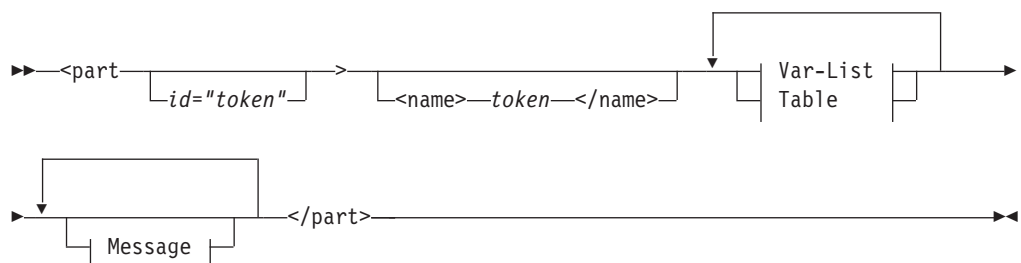 <part id="token" > <name> token </name> Var-List
Table
Message </part>